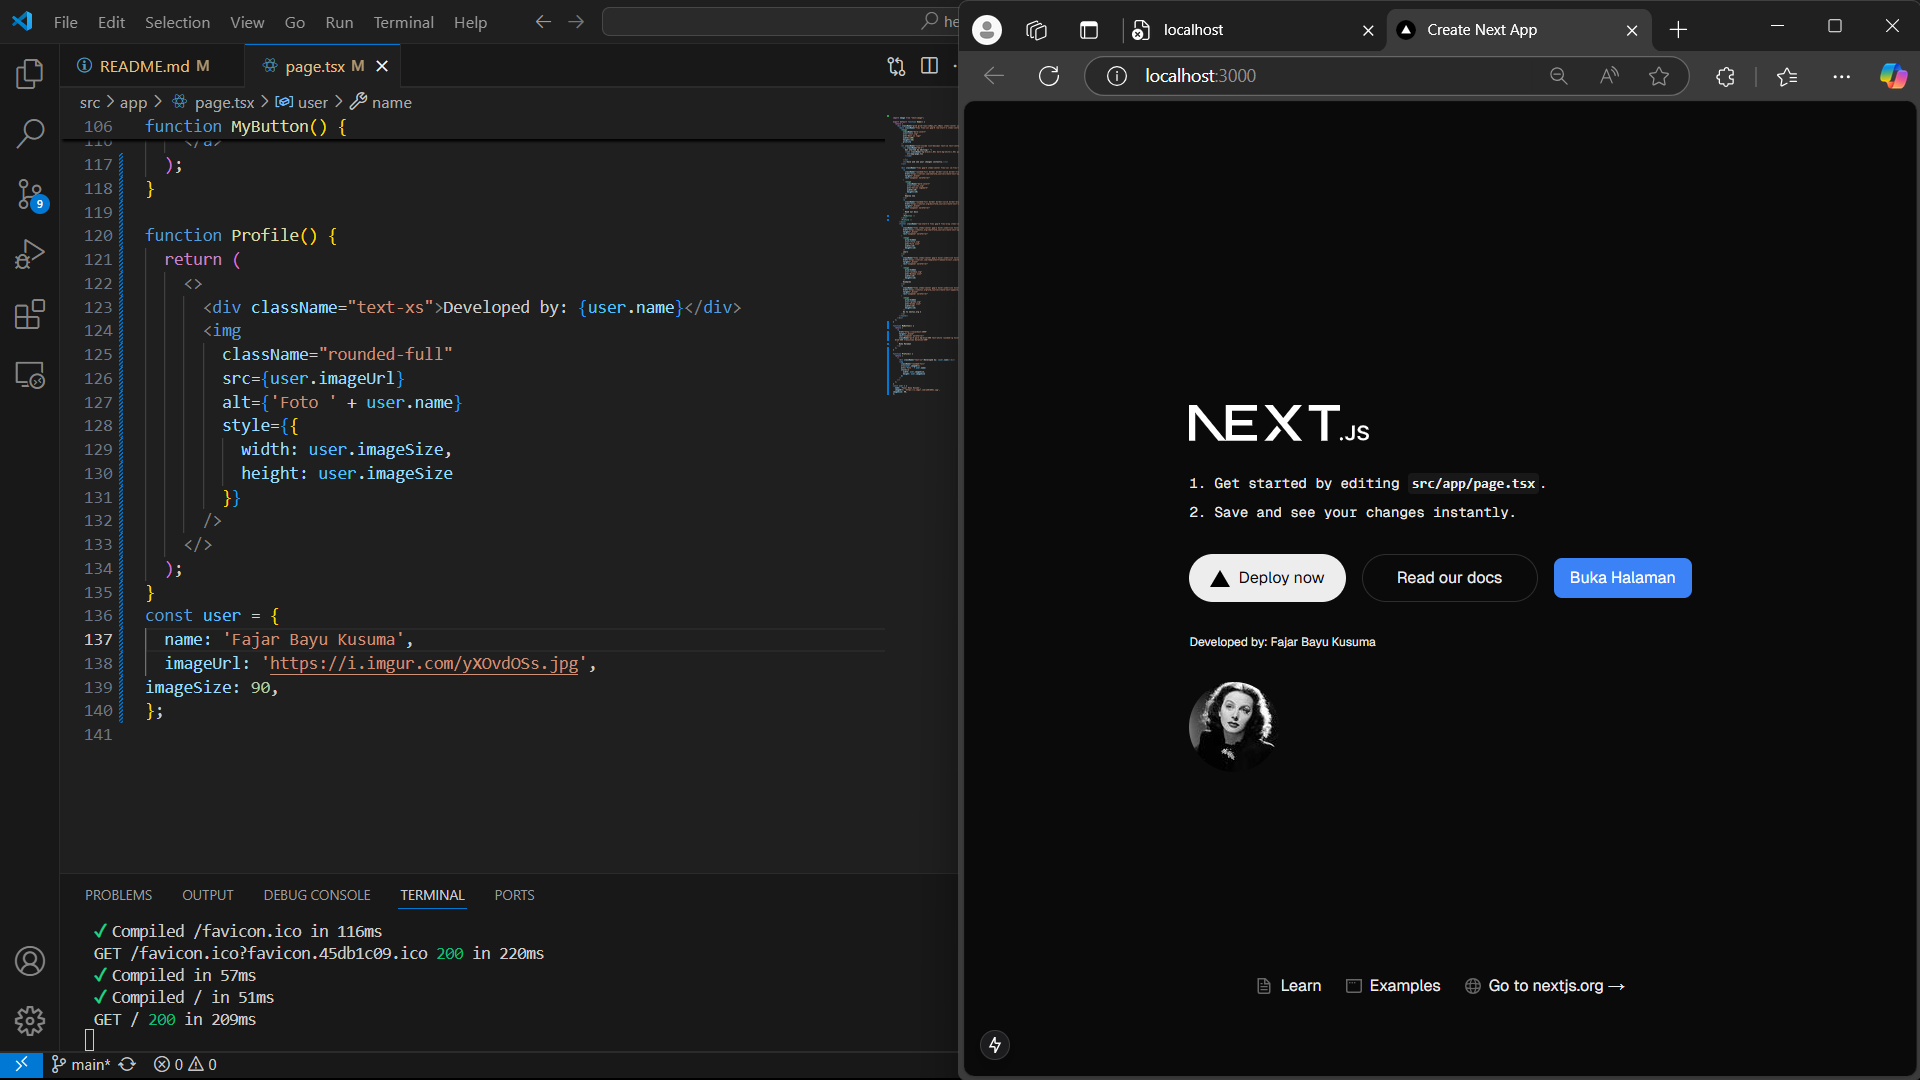 File Edit Selection View Go Run Terminal Help
he
README.md M
page.tsx M
src > app > page.tsx > user > name
106 function MyButton() {
116 </a>
117 );
118 }
119
120 function Profile() {
121 return (
122 <>
123 <div className="text-xs">Developed by: {user.name}</div>
124 <img
125 className="rounded-full"
126 src={user.imageUrl}
127 alt={'Foto ' + user.name}
128 style={{
129 width: user.imageSize,
130 height: user.imageSize
131 }}
132 />
133 </>
134 );
135 }
136 const user = {
137 name: 'Fajar Bayu Kusuma',
138 imageUrl: 'https://i.imgur.com/yXOvdOSs.jpg',
139 imageSize: 90,
140 };
141
9
PROBLEMS OUTPUT DEBUG CONSOLE TERMINAL PORTS
✓ Compiled /favicon.ico in 116ms
GET /favicon.ico?favicon.45db1c09.ico 200 in 220ms
✓ Compiled in 57ms
✓ Compiled / in 51ms
GET / 200 in 209ms
main* 0 0
localhost
Create Next App
localhost:3000
NEXT.JS
1. Get started by editing src/app/page.tsx.
2. Save and see your changes instantly.
Deploy now
Read our docs
Buka Halaman
Developed by: Fajar Bayu Kusuma
Learn
Examples
Go to nextjs.org →